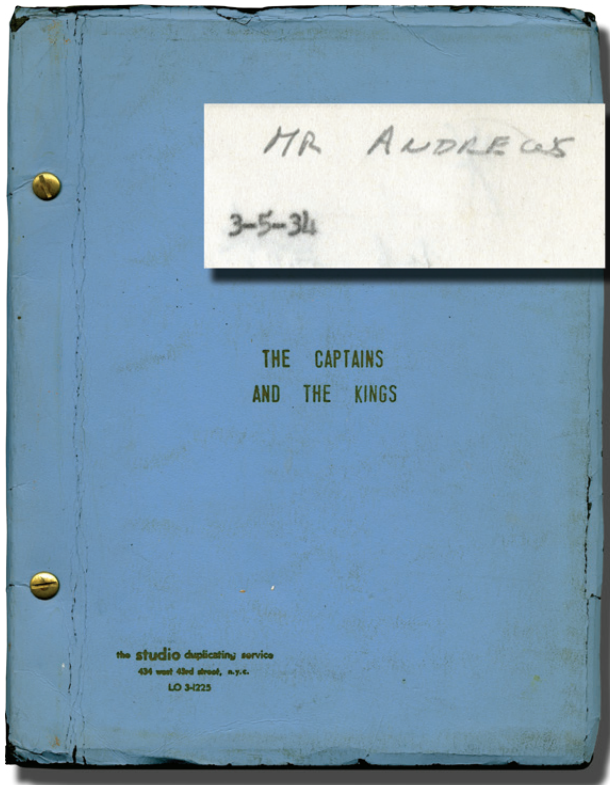 MR ANDREWS
3-5-34
THE CAPTAINS
AND THE KINGS
the studio duplicating service
434 west 43rd street, n.y.c.
LO 3-1225